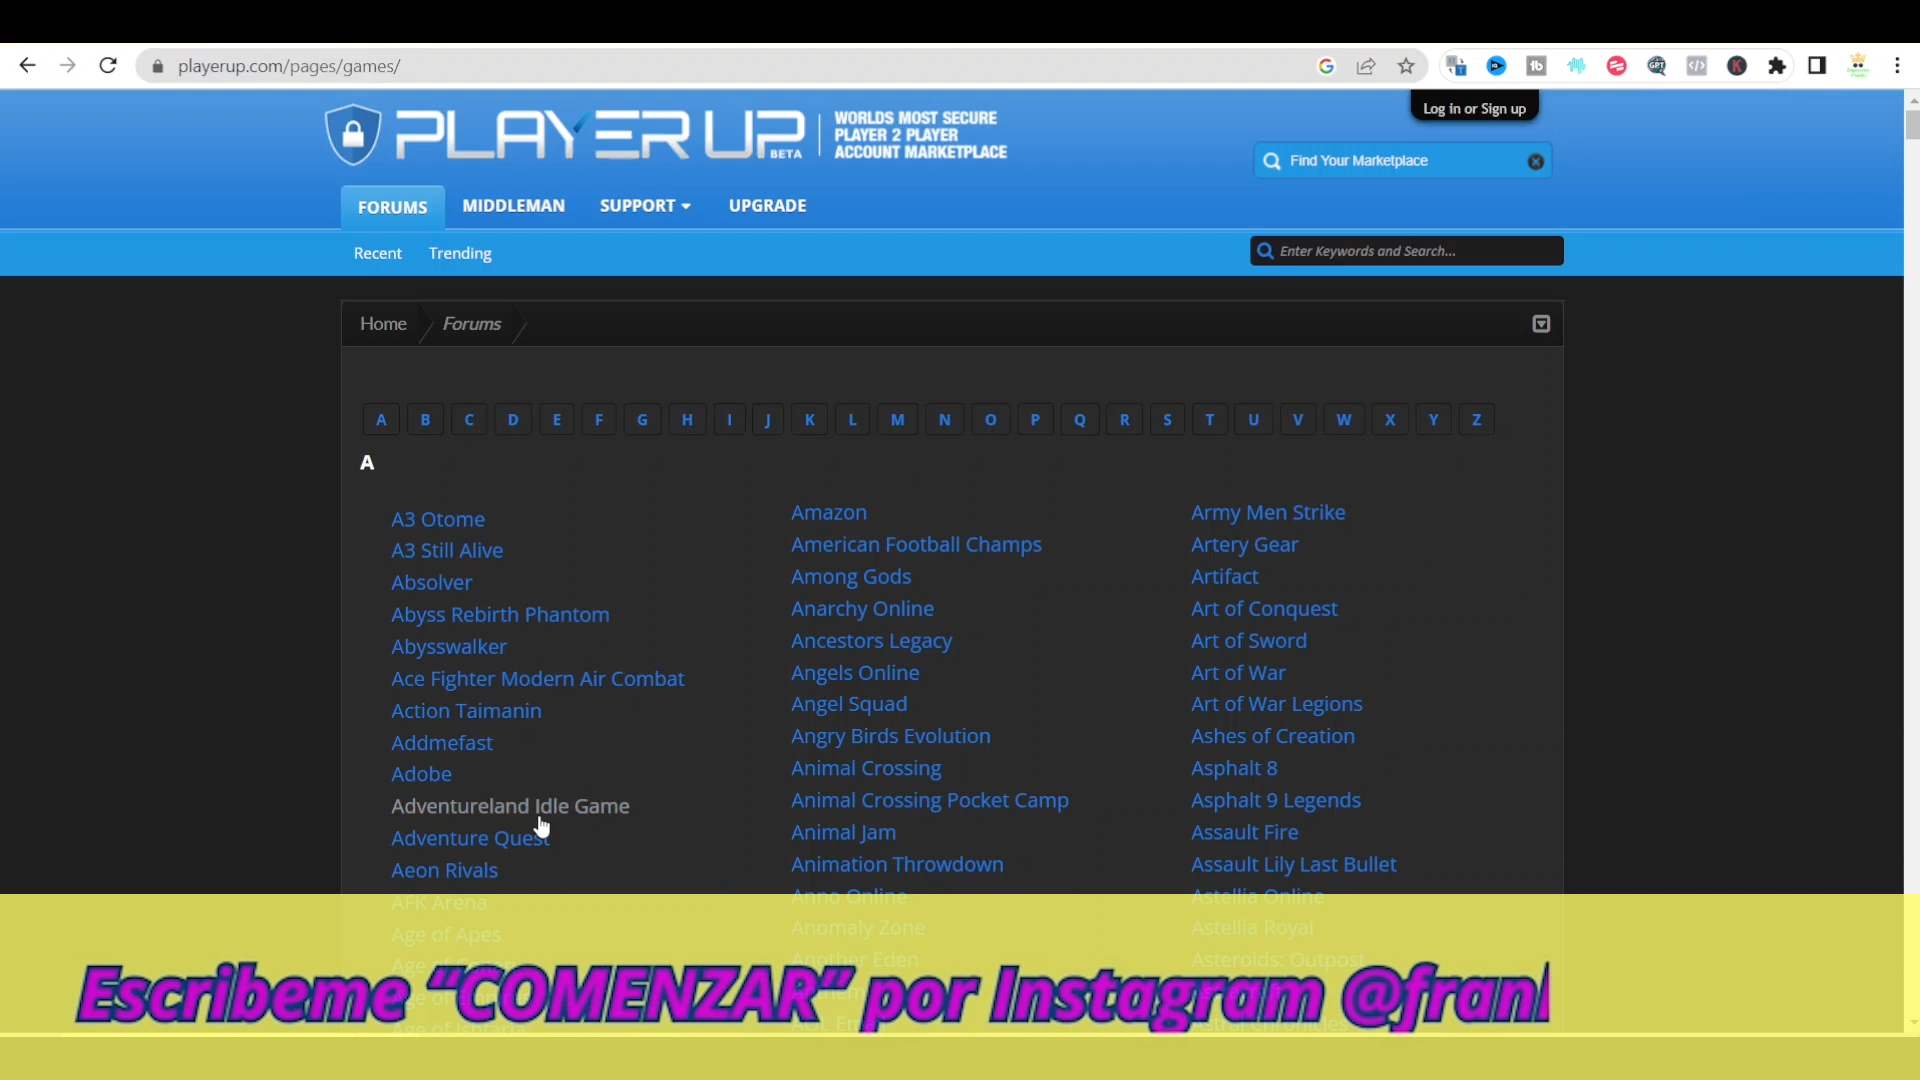 playerup.com/pages/games/
PLAYERUP
BETA
WORLDS MOST SECURE
PLAYER 2 PLAYER
ACCOUNT MARKETPLACE
Log in or Sign up
Find Your Marketplace
FORUMS MIDDLEMAN SUPPORT UPGRADE
Recent Trending
Enter Keywords and Search...
Home Forums
A B C D E F G H I J K L M N O P Q R S T U V W X Y Z
A
A3 Otome
A3 Still Alive
Absolver
Abyss Rebirth Phantom
Abysswalker
Ace Fighter Modern Air Combat
Action Taimanin
Addmefast
Adobe
Adventureland Idle Game
Adventure Quest
Aeon Rivals
AFK Arena
Age of Apes
Amazon
American Football Champs
Among Gods
Anarchy Online
Ancestors Legacy
Angels Online
Angel Squad
Angry Birds Evolution
Animal Crossing
Animal Crossing Pocket Camp
Animal Jam
Animation Throwdown
Anno Online
Anomaly Zone
Another Eden
Army Men Strike
Artery Gear
Artifact
Art of Conquest
Art of Sword
Art of War
Art of War Legions
Ashes of Creation
Asphalt 8
Asphalt 9 Legends
Assault Fire
Assault Lily Last Bullet
Astellia Online
Astellia Royal
Asteroids: Outpost
Escribeme “COMENZAR” por Instagram